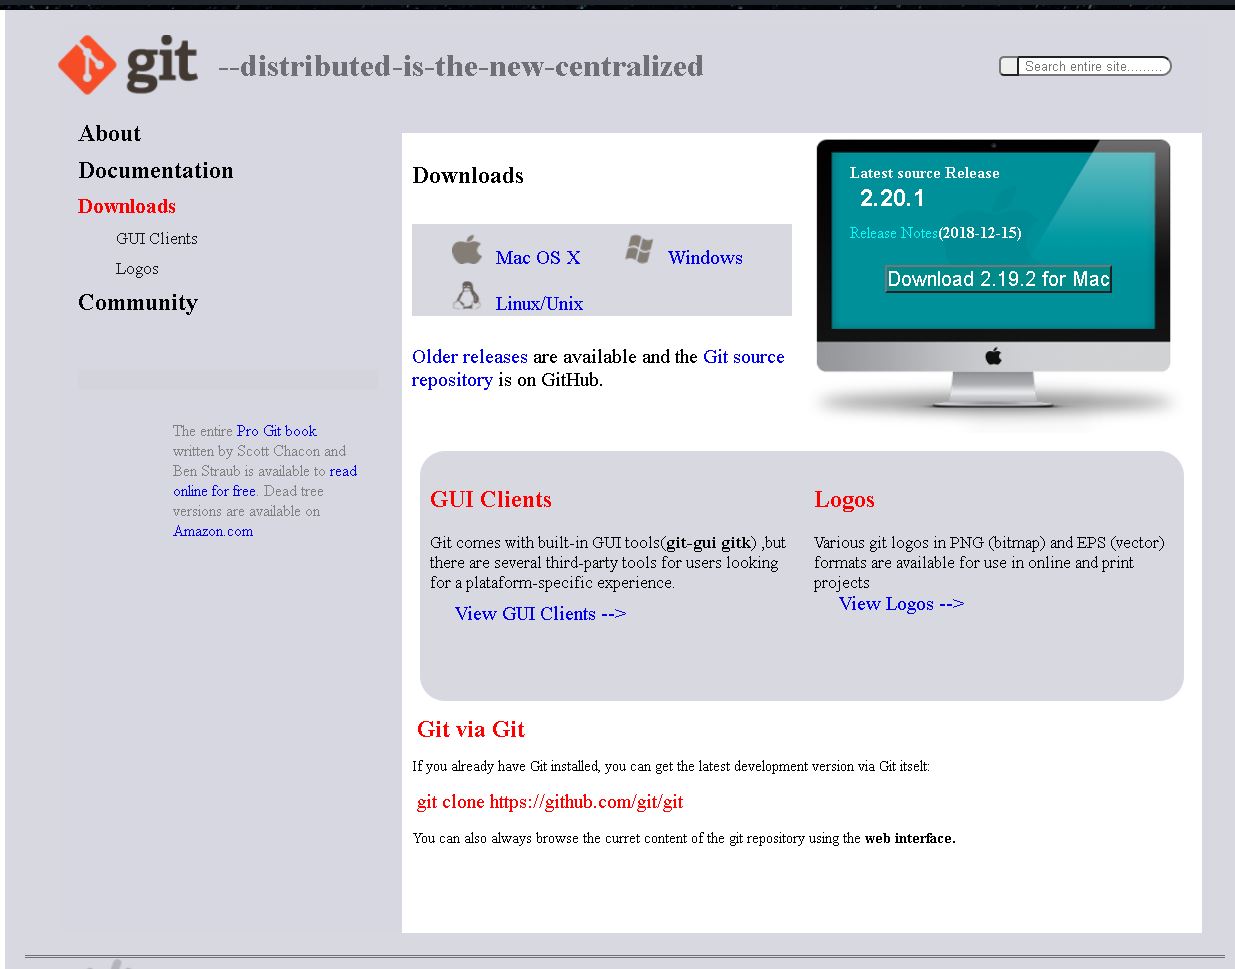 git --distributed-is-the-new-centralized
Search entire site.........
About
Documentation
Downloads
GUI Clients
Logos
Community
The entire Pro Git book
written by Scott Chacon and
Ben Straub is available to read
online for free. Dead tree
versions are available on
Amazon.com
Downloads
Mac OS X
Windows
Linux/Unix
Older releases are available and the Git source
repository is on GitHub.
Latest source Release
2.20.1
Release Notes(2018-12-15)
Download 2.19.2 for Mac
GUI Clients
Git comes with built-in GUI tools(git-gui gitk) ,but
there are several third-party tools for users looking
for a plataform-specific experience.
View GUI Clients -->
Logos
Various git logos in PNG (bitmap) and EPS (vector)
formats are available for use in online and print
projects
View Logos -->
Git via Git
If you already have Git installed, you can get the latest development version via Git itselt:
git clone https://github.com/git/git
You can also always browse the curret content of the git repository using the web interface.